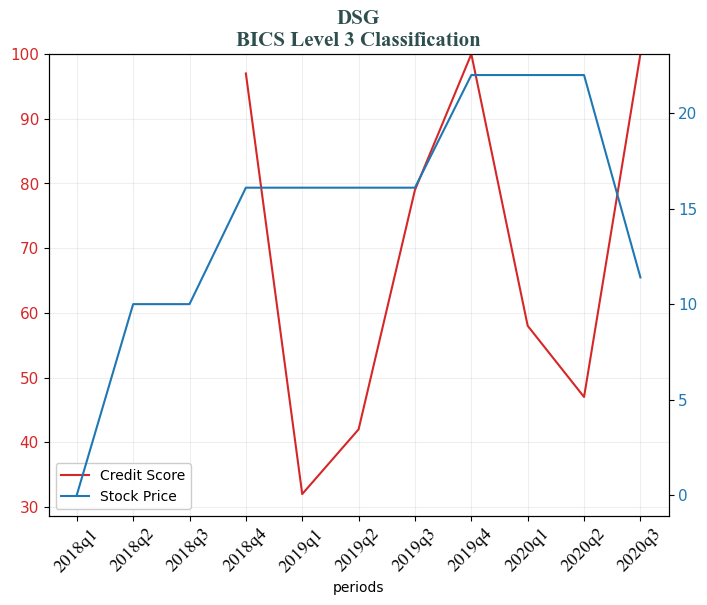 DSG
BICS Level 3 Classification
100
90
80
70
60
50
40
30
20
15
10
5
0
Credit Score
Stock Price
2018q1
2018q2
2018q3
2018q4
2019q1
2019q2
2019q3
2019q4
2020q1
2020q2
2020q3
periods